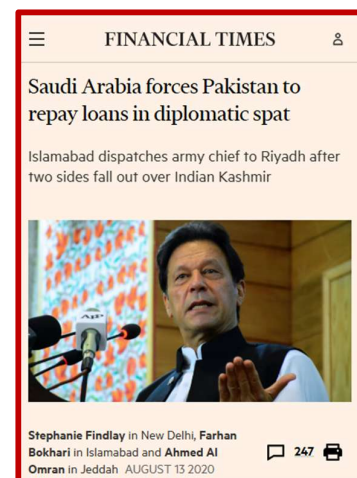 FINANCIAL TIMES
Saudi Arabia forces Pakistan to
repay loans in diplomatic spat
Islamabad dispatches army chief to Riyadh after
two sides fall out over Indian Kashmir
Stephanie Findlay in New Delhi, Farhan
Bokhari in Islamabad and Ahmed Al
Omran in Jeddah AUGUST 13 2020
247